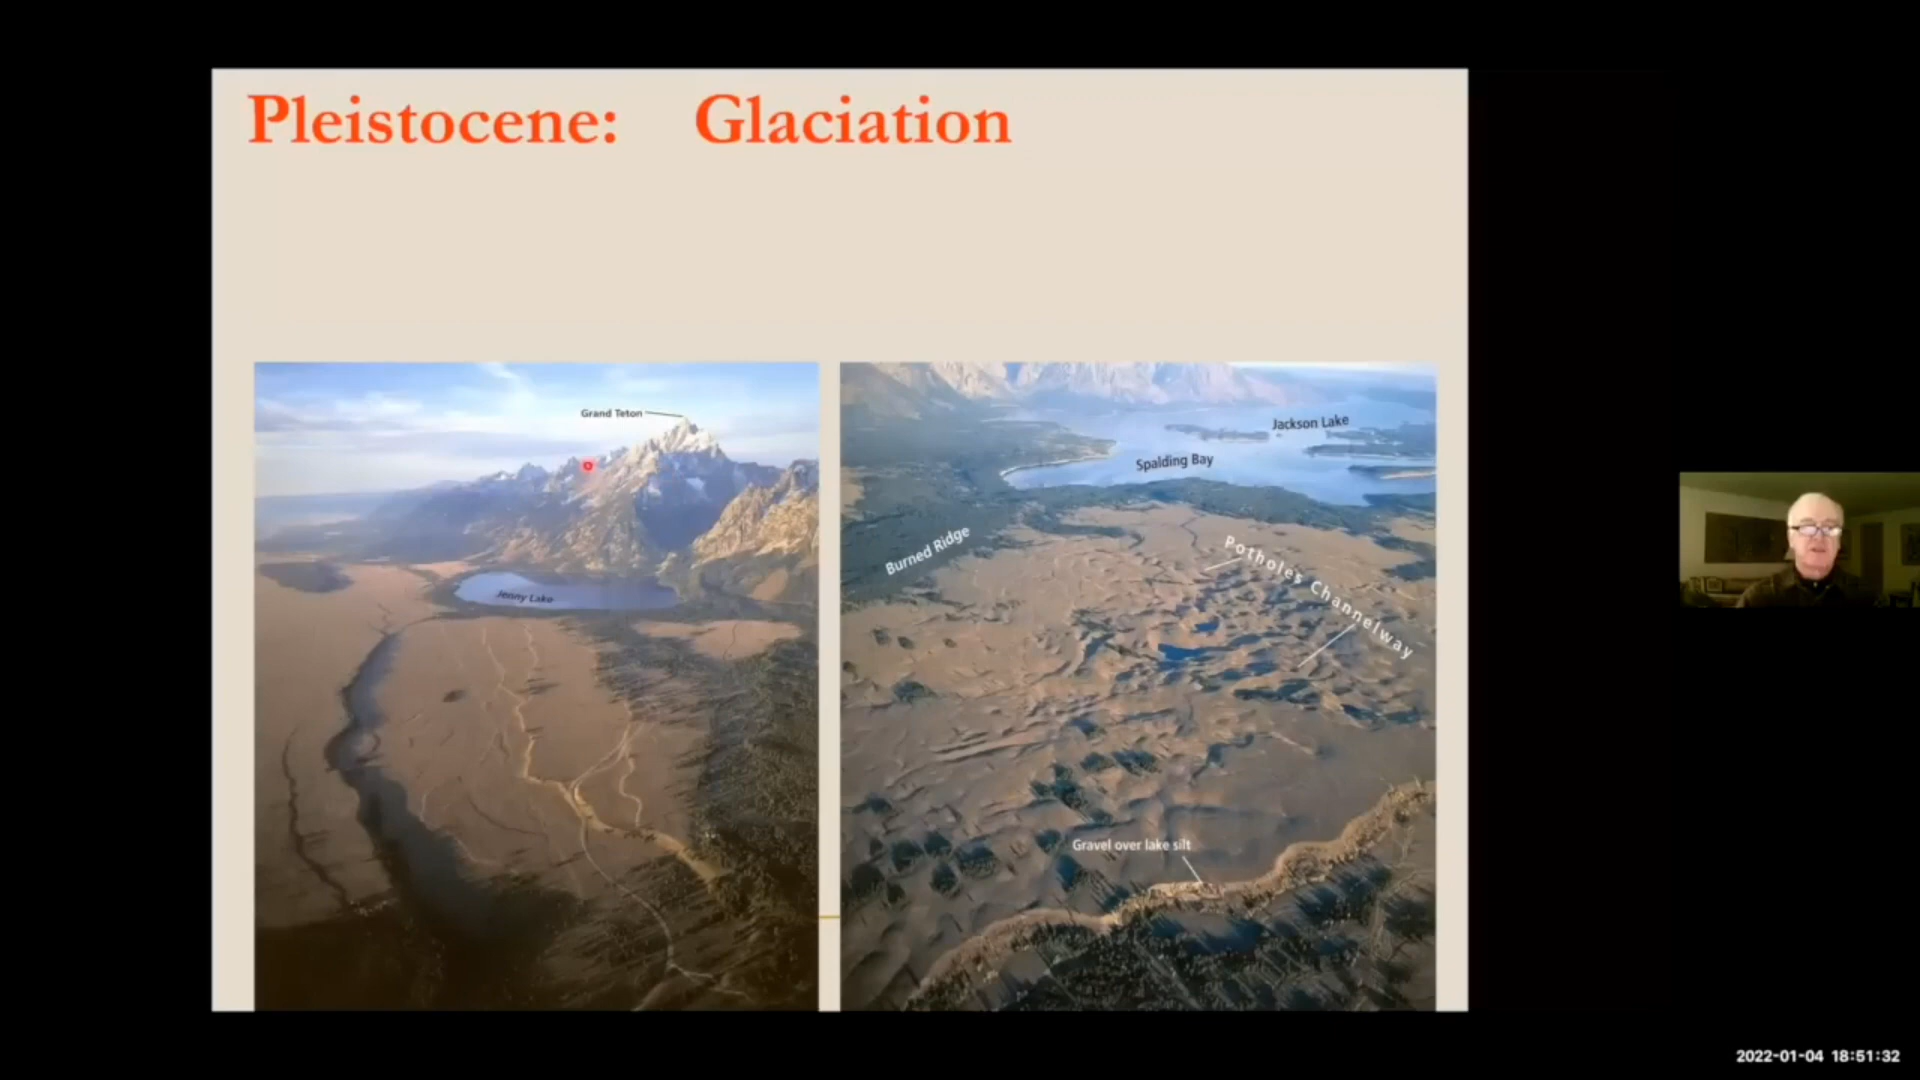 Pleistocene: Glaciation
Grand Teton
Jenny Lake
Jackson Lake
Spalding Bay
Burned Ridge
Potholes Channelway
Gravel over lake silt
2022-01-04 18:51:32